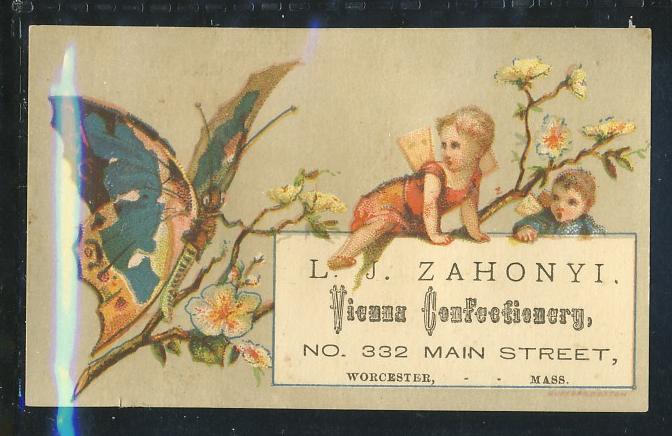 L. J. ZAHONYI.
Vienna Confectionery,
NO. 332 MAIN STREET,
WORCESTER, - - MASS.